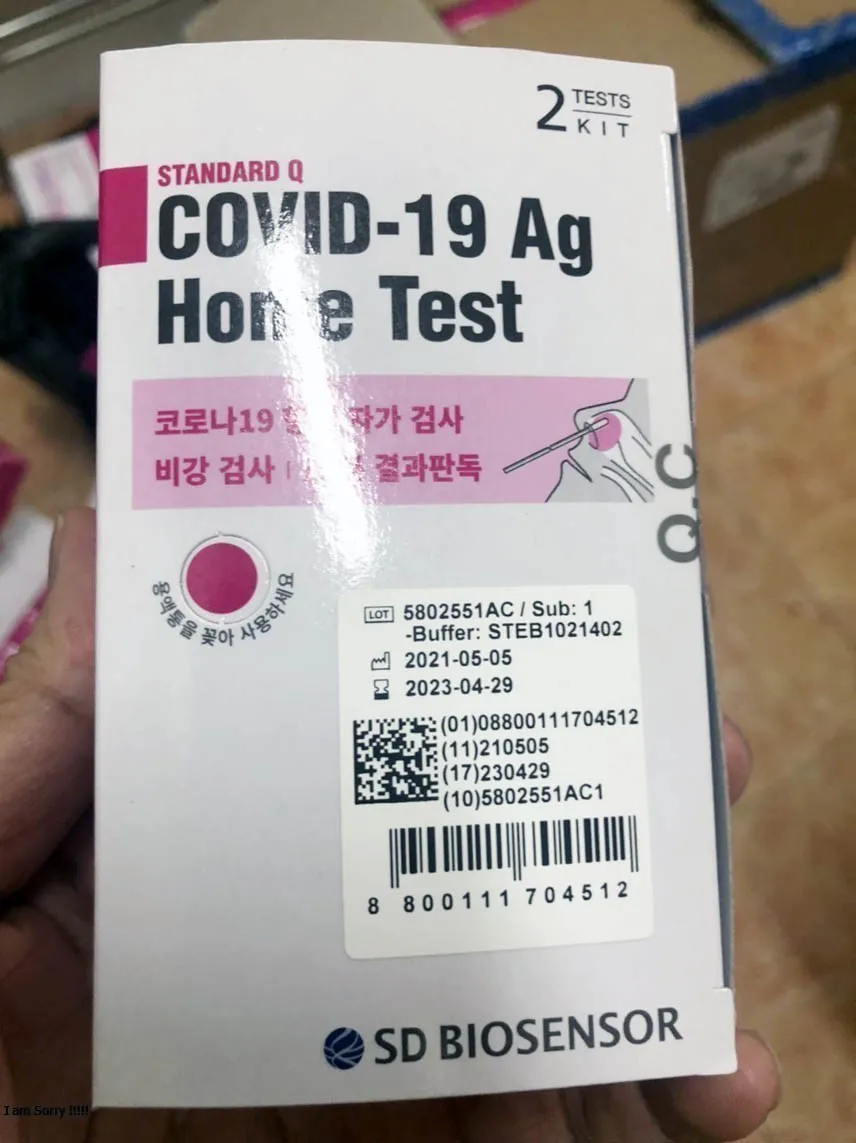 2 TESTS
KIT
STANDARD Q
COVID-19 Ag
Home Test
코로나19 자가 검사
비강 검사 결과판독
Q.C
용액통을 꽂아 사용하세요
LOT 5802551AC / Sub: 1
-Buffer: STEB1021402
2021-05-05
2023-04-29
(01)08800111704512
(11)210505
(17)230429
(10)5802551AC1
8 800111 704512
SD BIOSENSOR
I am Sorry !!!!!